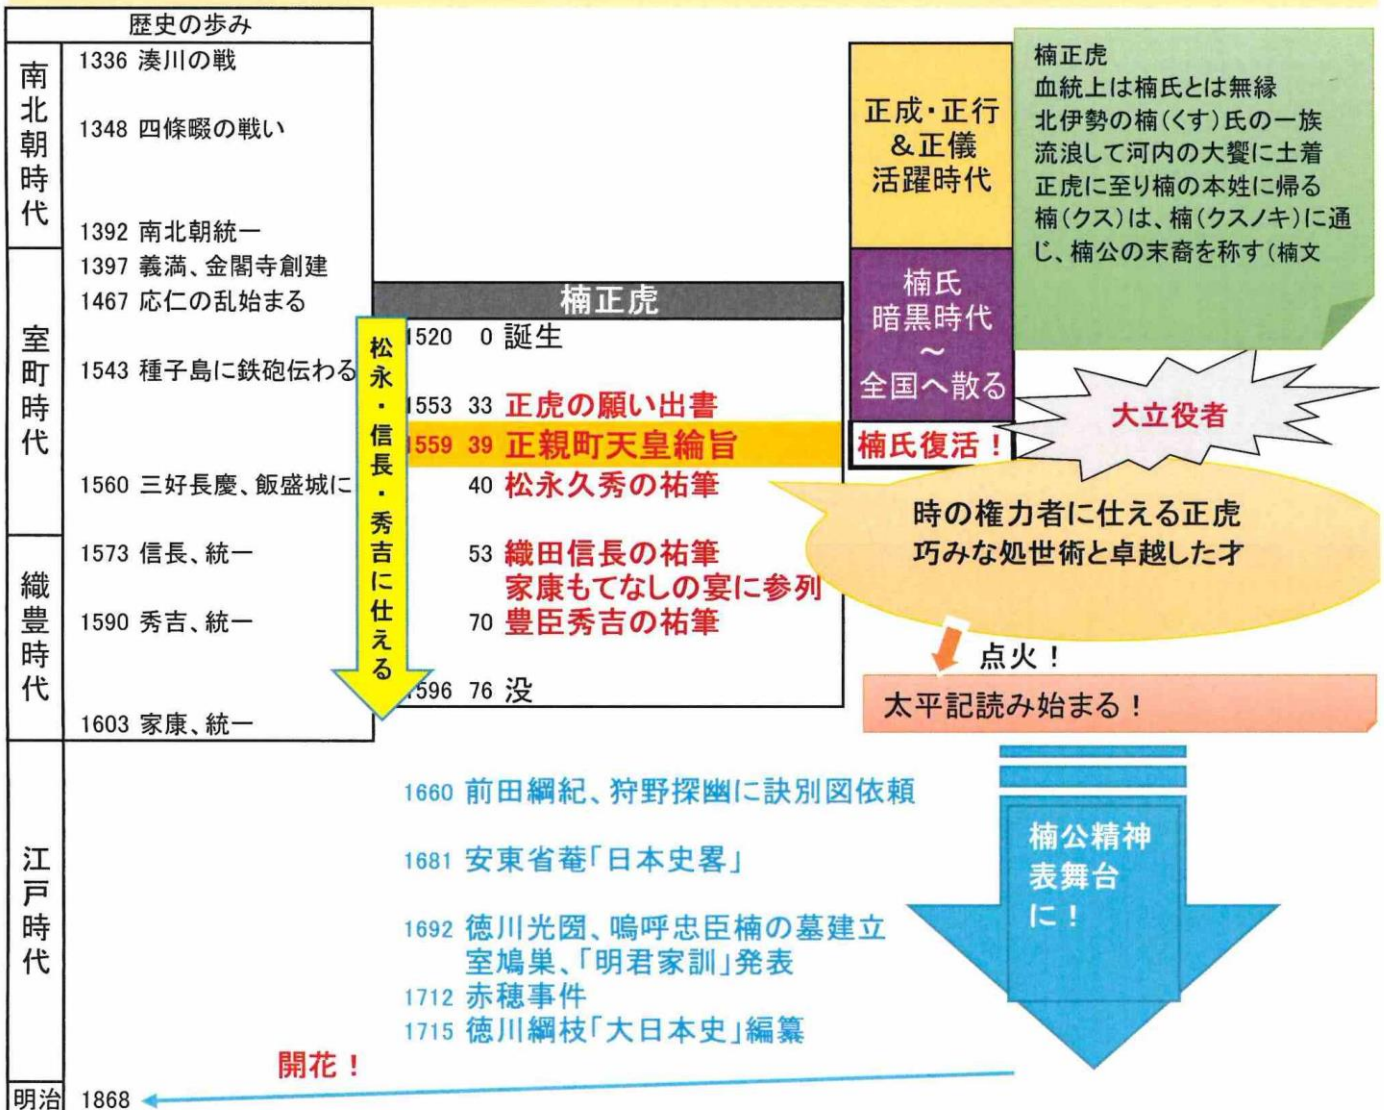 歴史の歩み
南北朝時代
1336 湊川の戦
1348 四條畷の戦い
1392 南北朝統一
室町時代
1397 義満、金閣寺創建
1467 応仁の乱始まる
1543 種子島に鉄砲伝わる
1560 三好長慶、飯盛城に
織豊時代
1573 信長、統一
1590 秀吉、統一
1603 家康、統一
松永・信長・秀吉に仕える
楠正虎
1520 0 誕生
1553 33 正虎の願い出書
1559 39 正親町天皇綸旨
40 松永久秀の祐筆
53 織田信長の祐筆
家康もてなしの宴に参列
70 豊臣秀吉の祐筆
1596 76 没
正成・正行
&正儀
活躍時代
楠氏
暗黒時代
~
全国へ散る
楠氏復活!
楠正虎
血統上は楠氏とは無縁
北伊勢の楠(くす)氏の一族
流浪して河内の大饗に土着
正虎に至り楠の本姓に帰る
楠(クス)は、楠(クスノキ)に通
じ、楠公の末裔を称す(楠文
大立役者
時の権力者に仕える正虎
巧みな処世術と卓越した才
点火!
太平記読み始まる!
江戸時代
1660 前田綱紀、狩野探幽に訣別図依頼
1681 安東省菴「日本史畧」
1692 徳川光圀、嗚呼忠臣楠の墓建立
室鳩巣、「明君家訓」発表
1712 赤穂事件
1715 徳川綱枝「大日本史」編纂
楠公精神
表舞台
に!
開花!
明治 1868